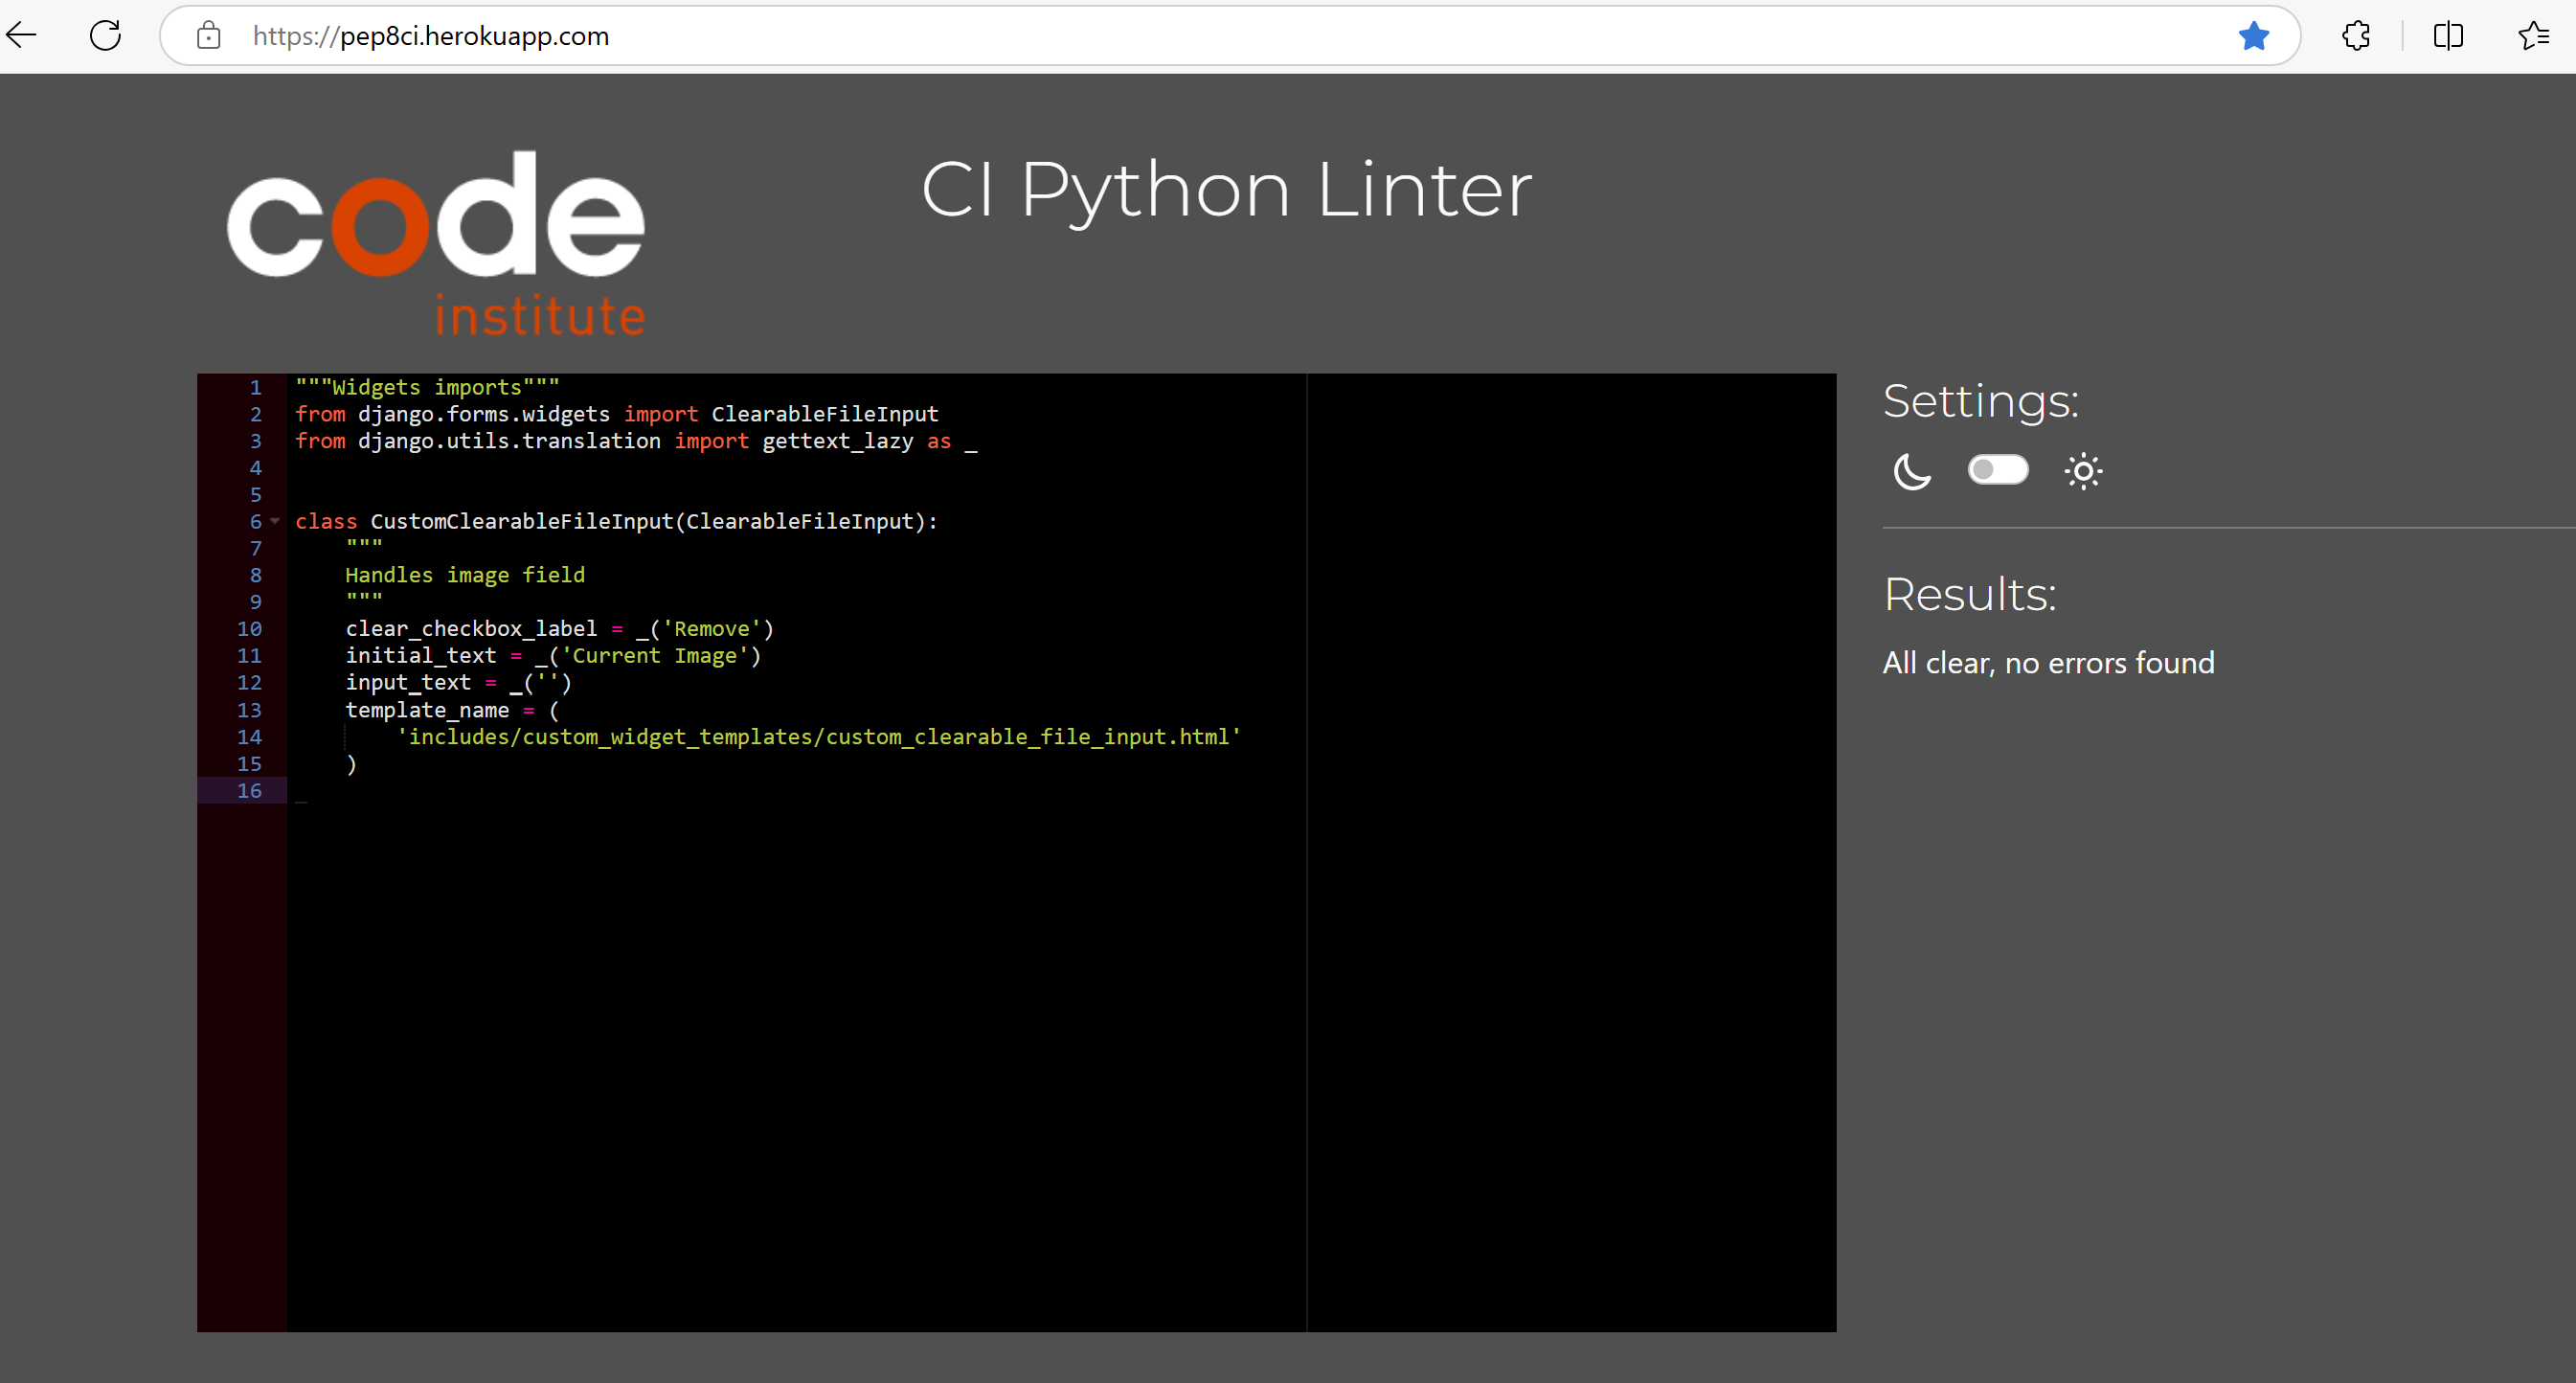 https://pep8ci.herokuapp.com
code
institute
CI Python Linter
1 """Widgets imports"""
2 from django.forms.widgets import ClearableFileInput
3 from django.utils.translation import gettext_lazy as _
4
5
6 class CustomClearableFileInput(ClearableFileInput):
7     """
8     Handles image field
9     """
10     clear_checkbox_label = _('Remove')
11     initial_text = _('Current Image')
12     input_text = _('')
13     template_name = (
14         'includes/custom_widget_templates/custom_clearable_file_input.html'
15     )
16
Settings:
Results:
All clear, no errors found